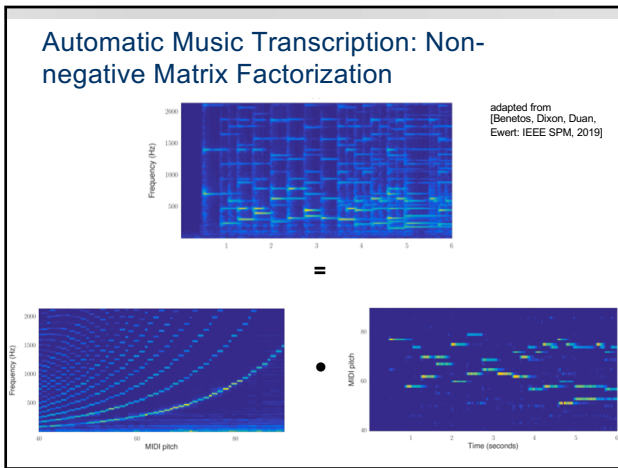 Automatic Music Transcription: Non-
negative Matrix Factorization
adapted from
[Benetos, Dixon, Duan,
Ewert: IEEE SPM, 2019]
Frequency (Hz)
2000
1500
1000
500
1 2 3 4 5 6
=
Frequency (Hz)
2000
1500
1000
500
40 60 80
MIDI pitch
•
MIDI pitch
80
60
40
1 2 3 4 5 6
Time (seconds)